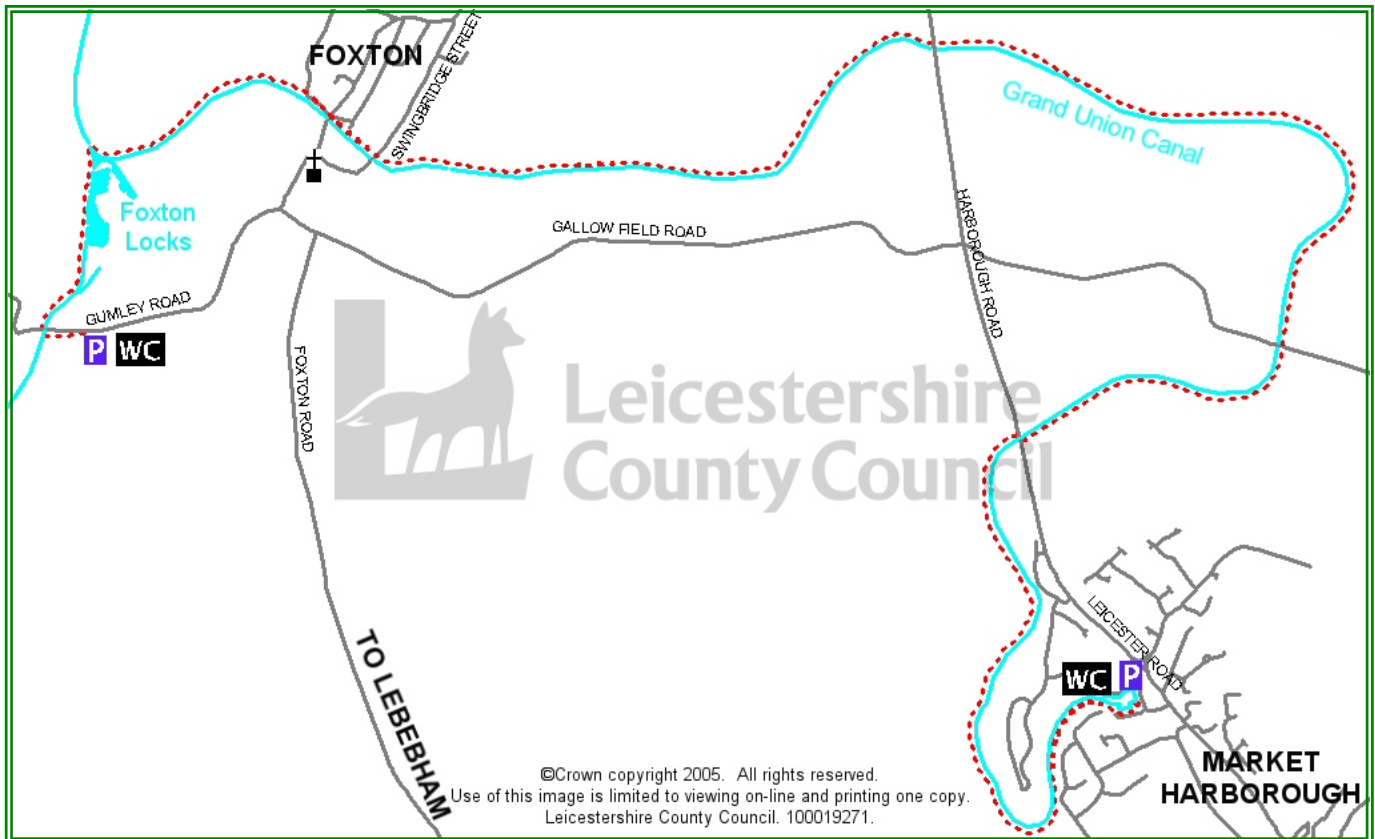 FOXTON
SWINGBRIDGE STREET
Grand Union Canal
Foxton
Locks
GALLOW FIELD ROAD
HARBOROUGH ROAD
GUMLEY ROAD
P WC
FOXTON ROAD
Leicestershire
County Council
LEICESTER ROAD
WC P
TO LEBEBHAM
MARKET
HARBOROUGH
©Crown copyright 2005. All rights reserved.
Use of this image is limited to viewing on-line and printing one copy.
Leicestershire County Council. 100019271.